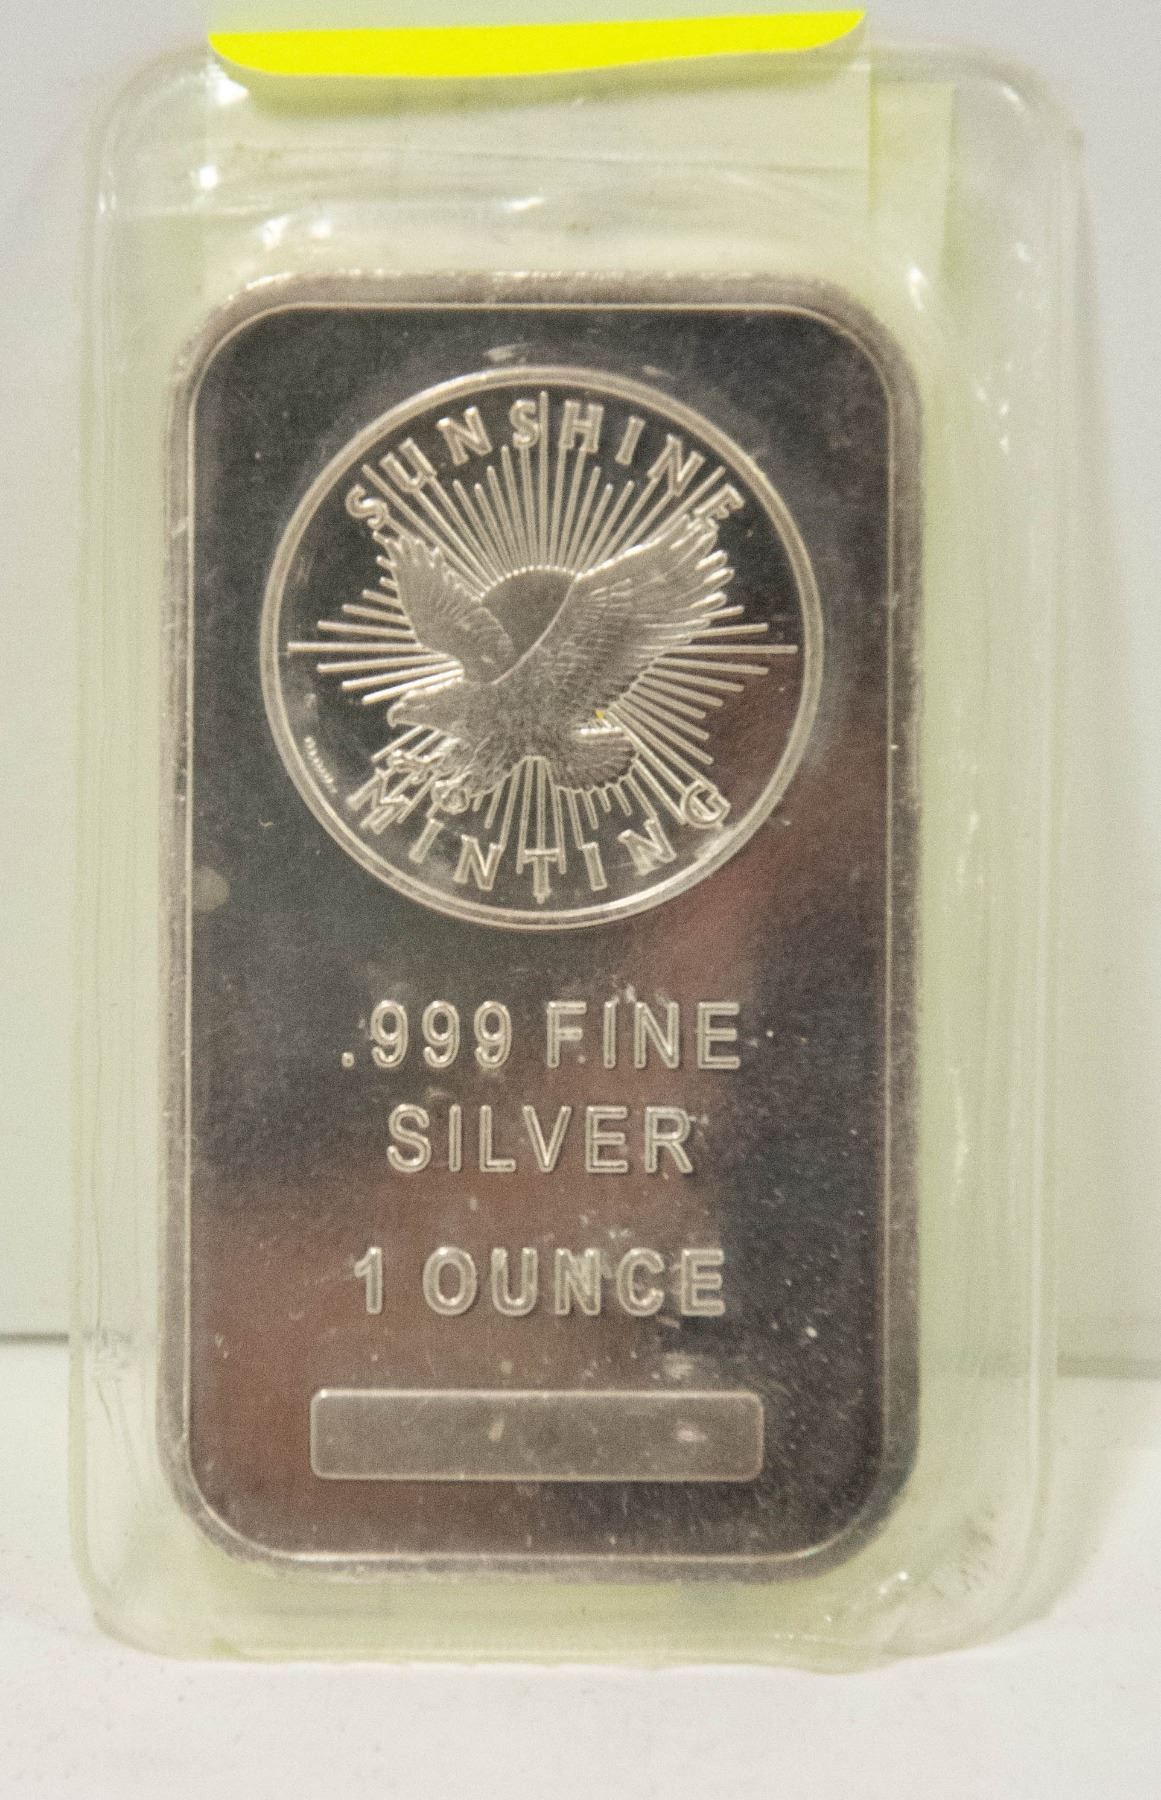 SUNSHINE
MINTING
.999 FINE
SILVER
1 OUNCE